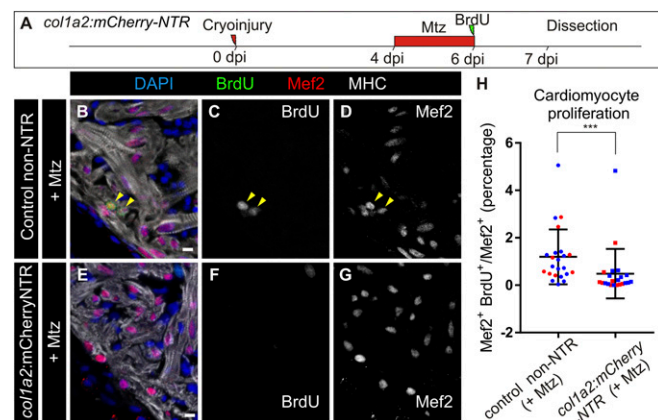 A col1a2:mCherry-NTR
Cryoinjury
Mtz
BrdU
Dissection
0 dpi
4 dpi
6 dpi
7 dpi
DAPI BrdU Mef2 MHC
Control non-NTR
+ Mtz
B
C BrdU
D Mef2
col1a2:mCherryNTR
+ Mtz
E
F BrdU
G Mef2
H
Cardiomyocyte
proliferation
***
Mef2+ BrdU+/Mef2+ (percentage)
6
4
2
0
-2
control non-NTR
(+ Mtz)
col1a2:mCherry
NTR (+ Mtz)